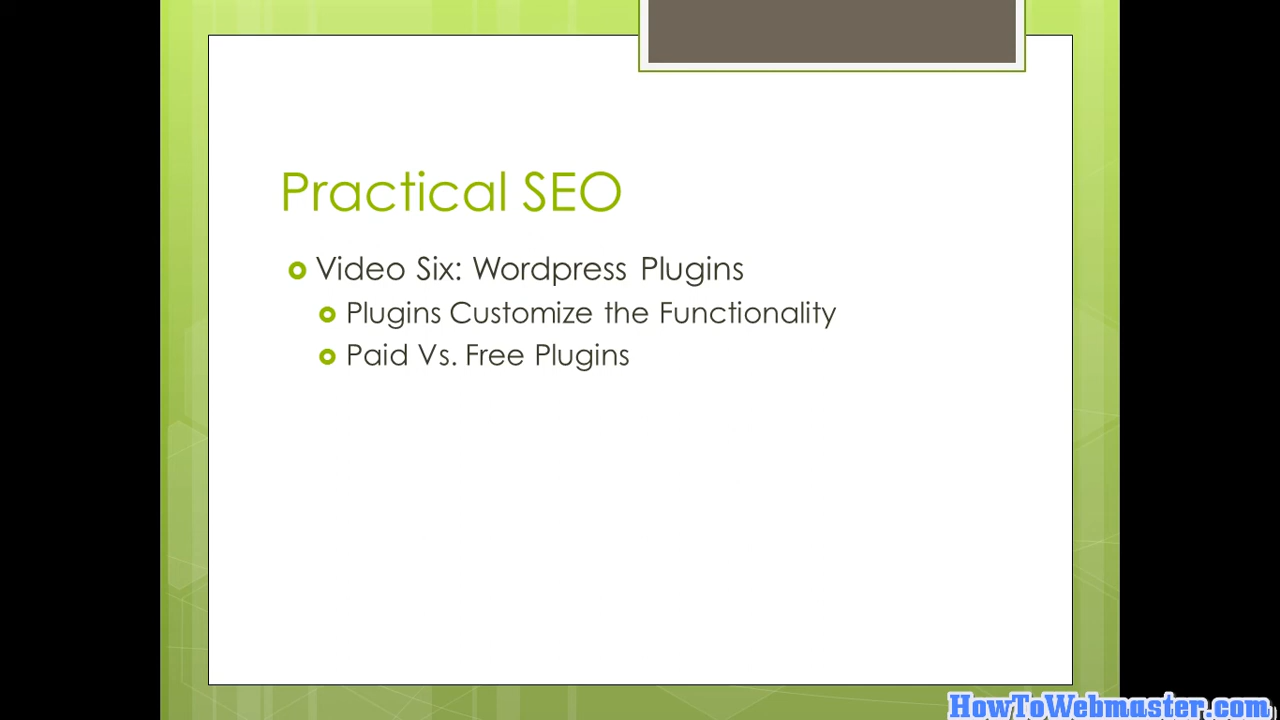 Practical SEO
Video Six: Wordpress Plugins
Plugins Customize the Functionality
Paid Vs. Free Plugins
HowToWebmaster.com